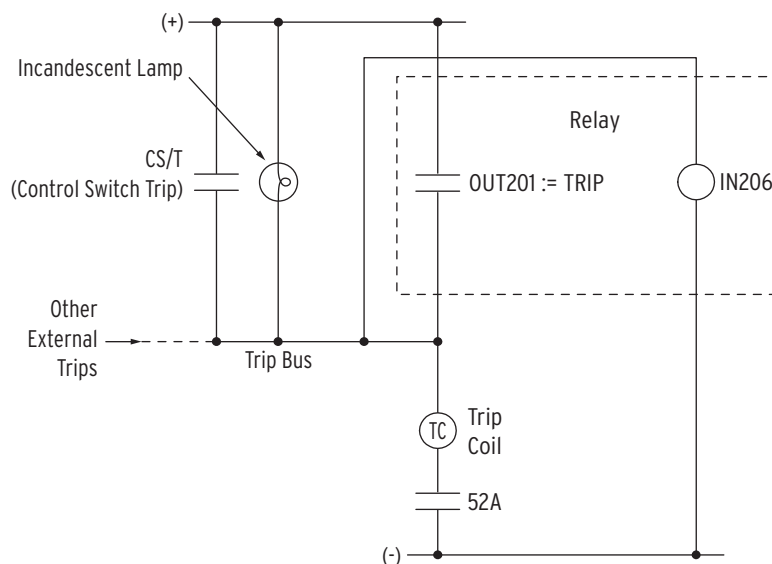 (+)
Incandescent Lamp
Relay
CS/T
(Control Switch Trip)
OUT201 := TRIP
IN206
Other
External
Trips
Trip Bus
TC
Trip
Coil
52A
(-)